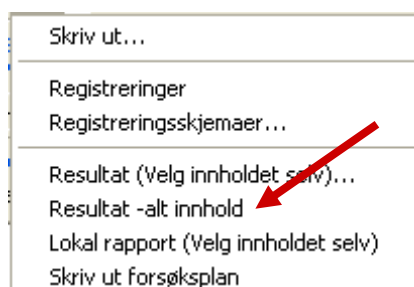 Skriv ut...
Registreringer
Registreringsskjemaer...
Resultat (Velg innholdet selv)...
Resultat -alt innhold
Lokal rapport (Velg innholdet selv)
Skriv ut forsøksplan